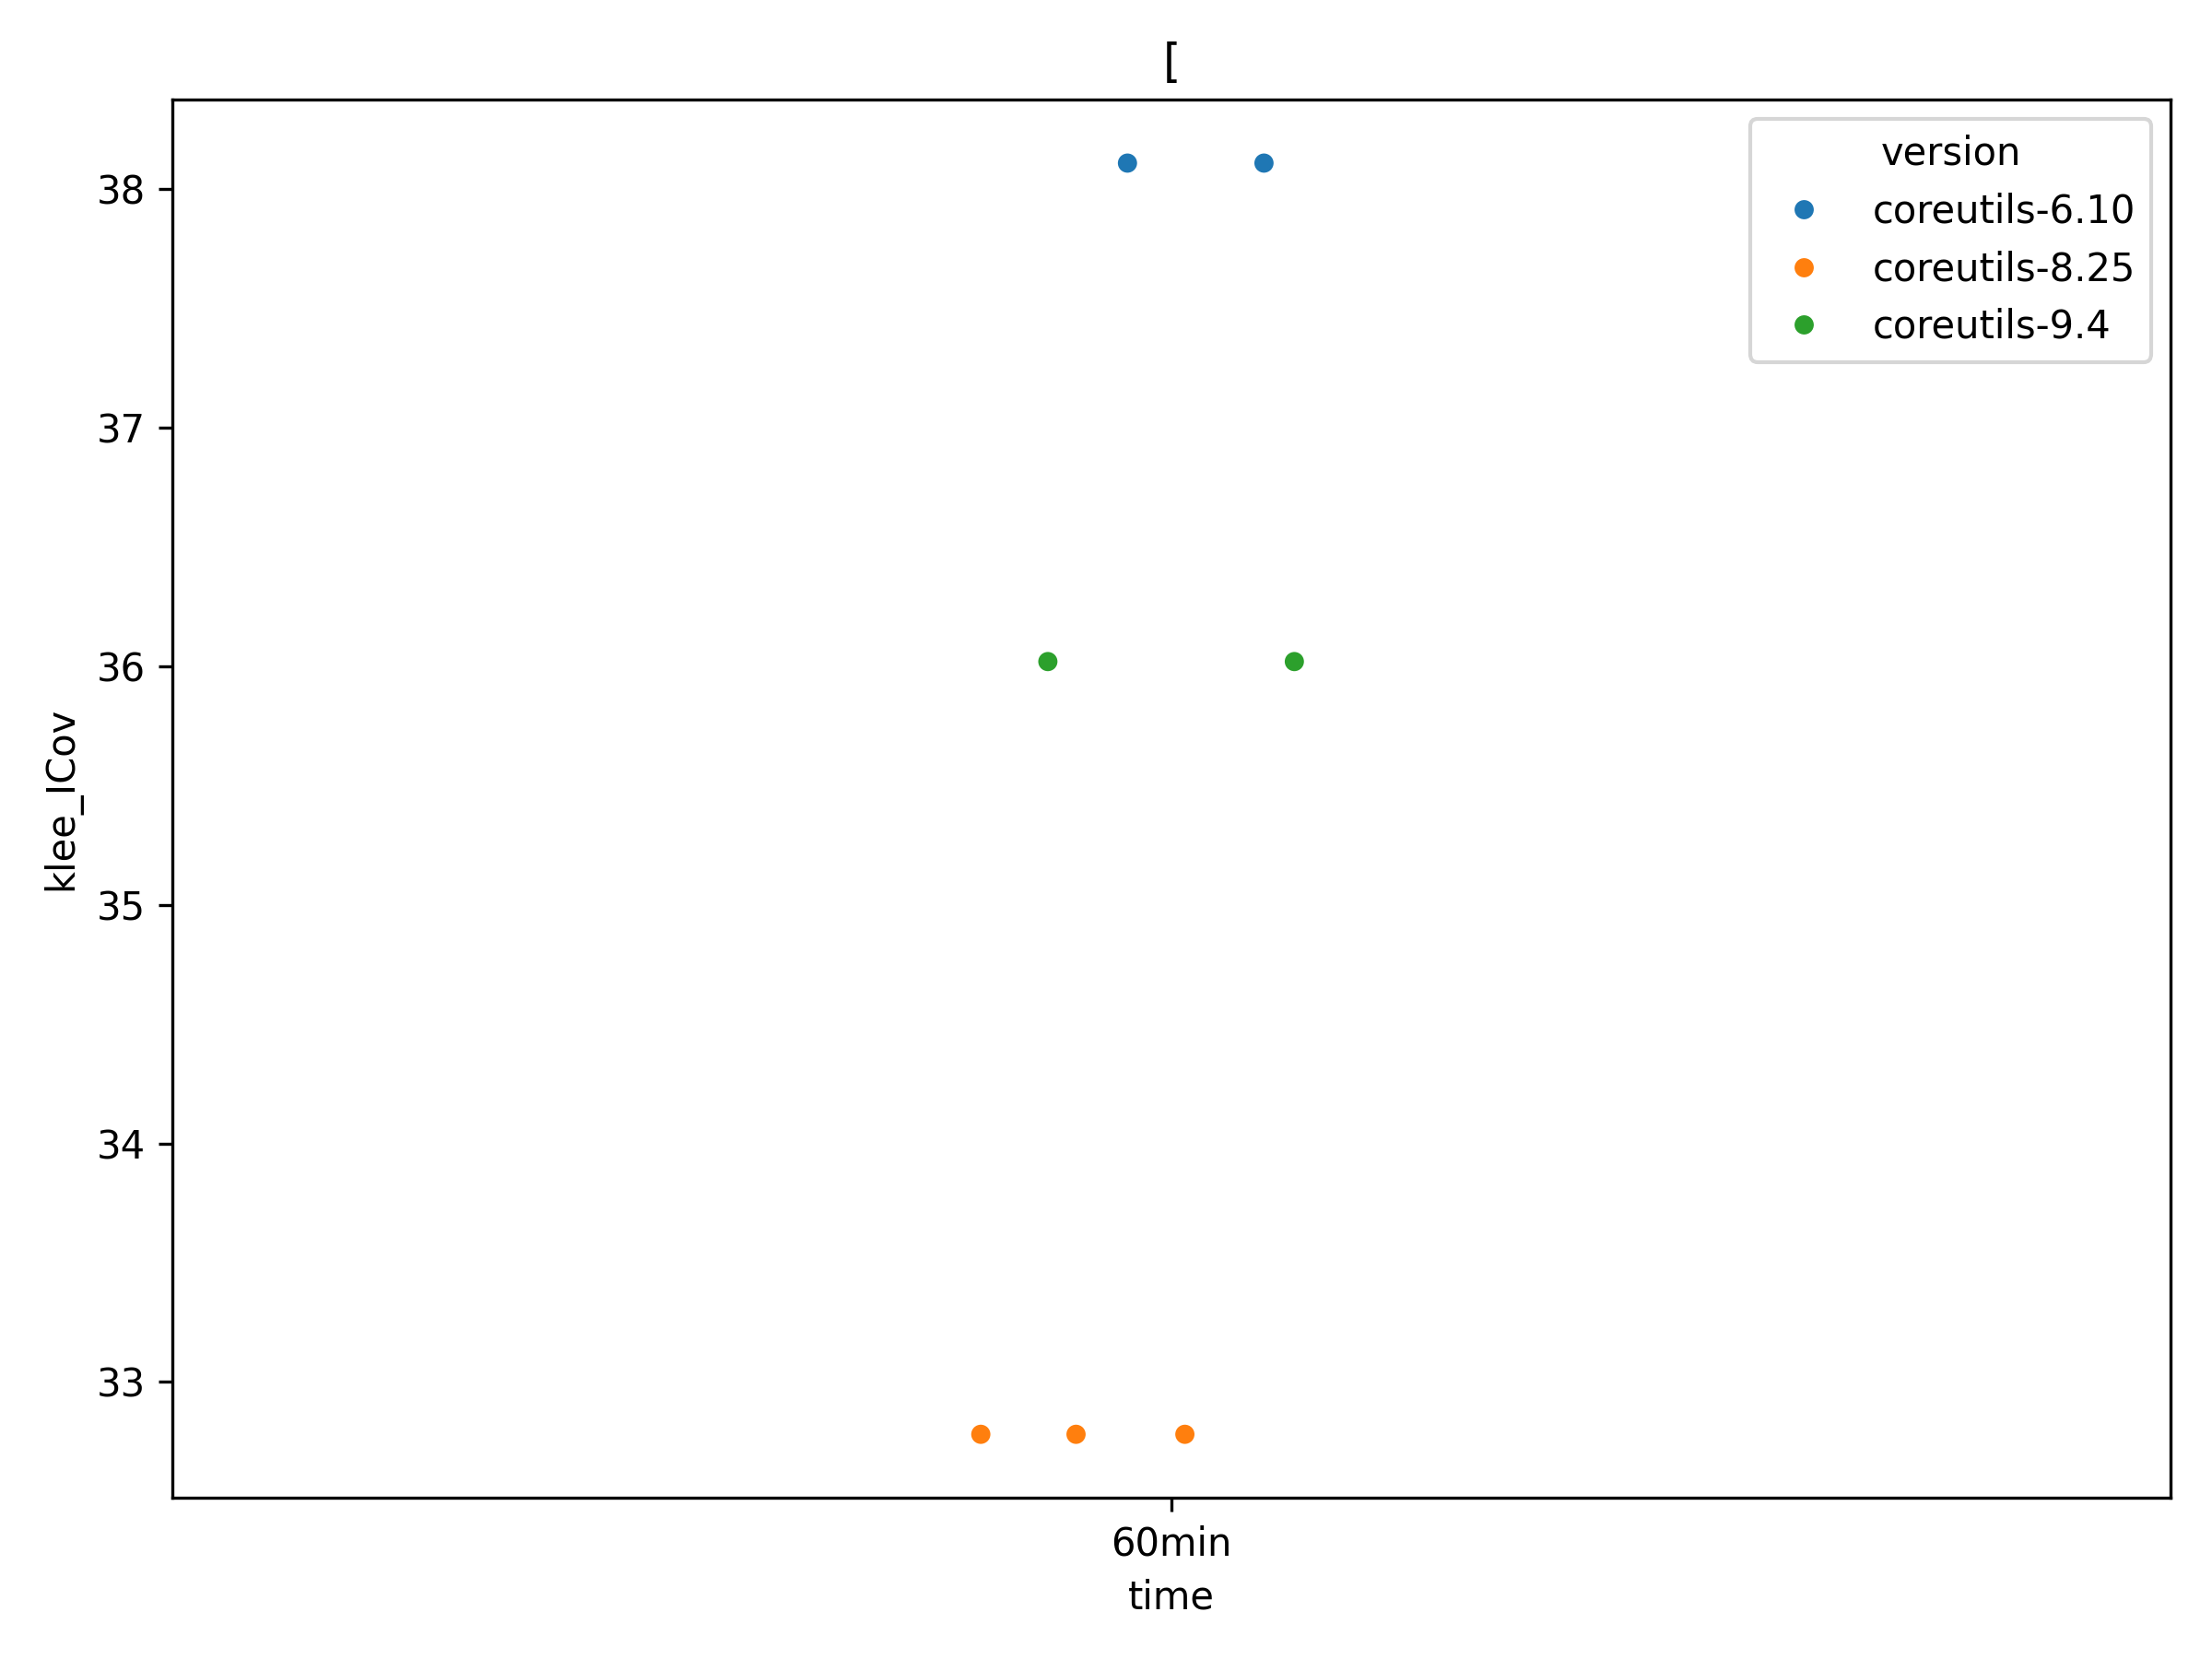 [
version
coreutils-6.10
coreutils-8.25
coreutils-9.4
38
37
36
35
34
33
klee_ICov
60min
time